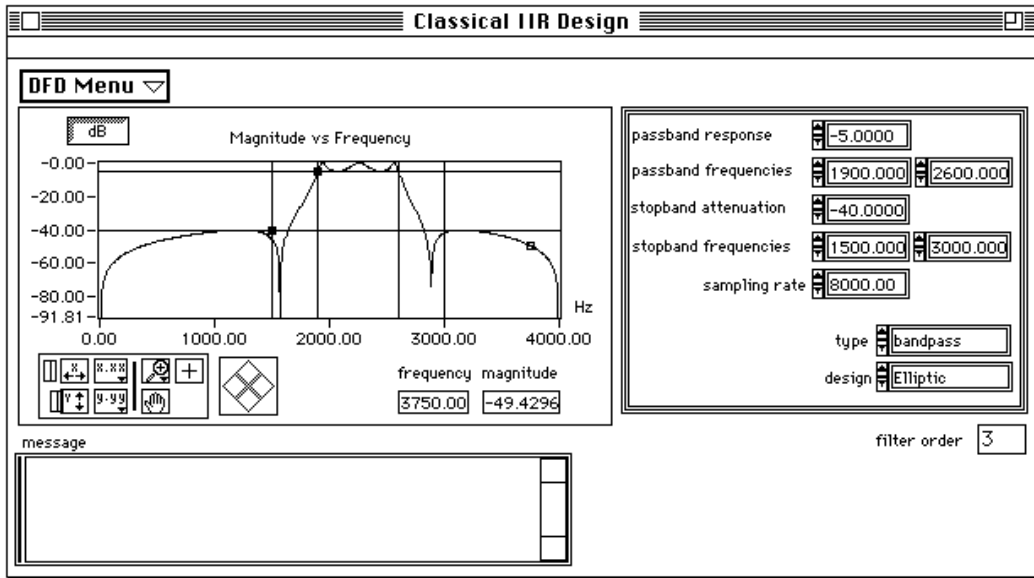 Classical IIR Design
DFD Menu
dB
Magnitude vs Frequency
-0.00
-20.00
-40.00
-60.00
-80.00
-91.81
0.00
1000.00
2000.00
3000.00
4000.00
Hz
X
X.XX
Y
Y.YY
frequency
magnitude
3750.00
-49.4296
passband response
-5.0000
passband frequencies
1900.000
2600.000
stopband attenuation
-40.0000
stopband frequencies
1500.000
3000.000
sampling rate
8000.00
type
bandpass
design
Elliptic
filter order
3
message